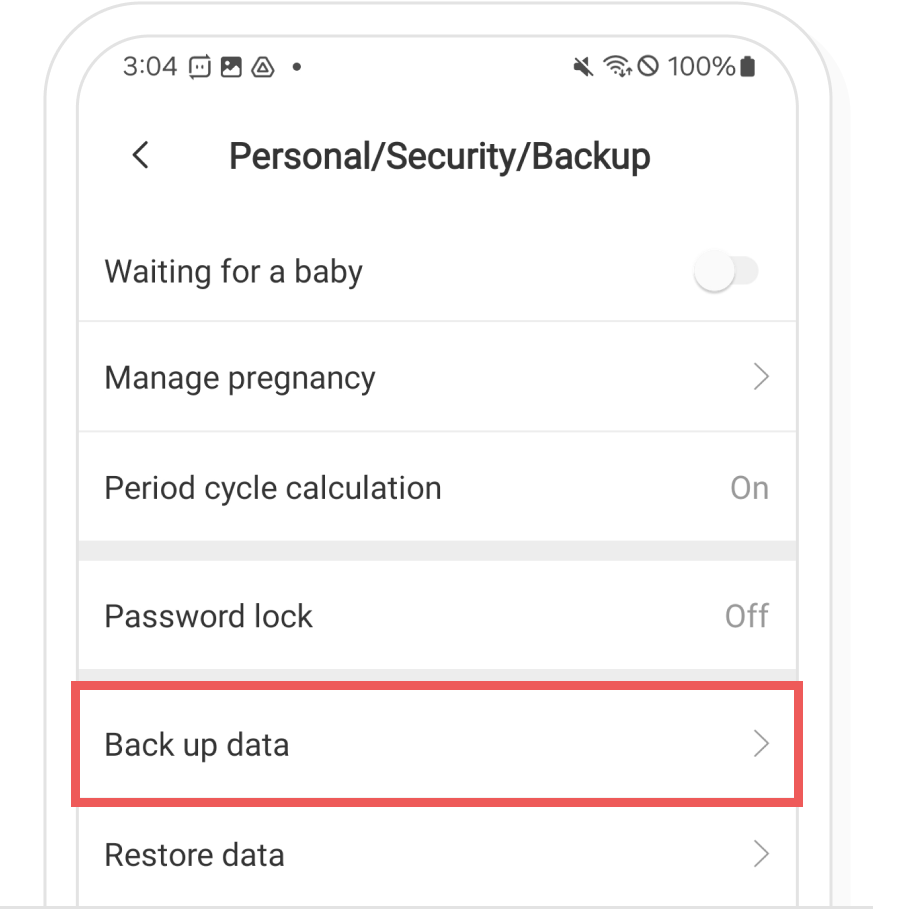 3:04 100%
Personal/Security/Backup
Waiting for a baby
Manage pregnancy
Period cycle calculation On
Password lock Off
Back up data
Restore data